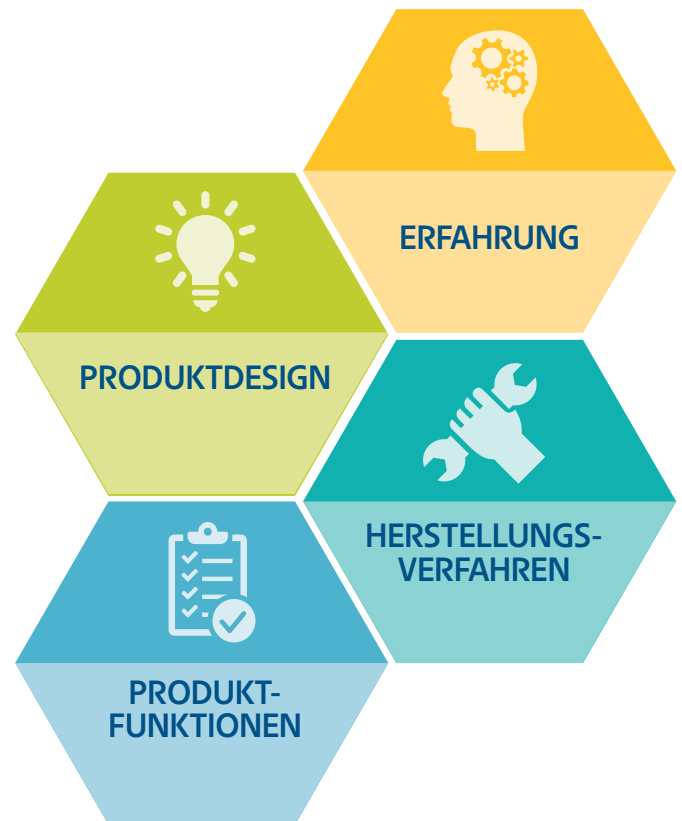 ERFAHRUNG
PRODUKTDESIGN
HERSTELLUNGS-
VERFAHREN
PRODUKT-
FUNKTIONEN